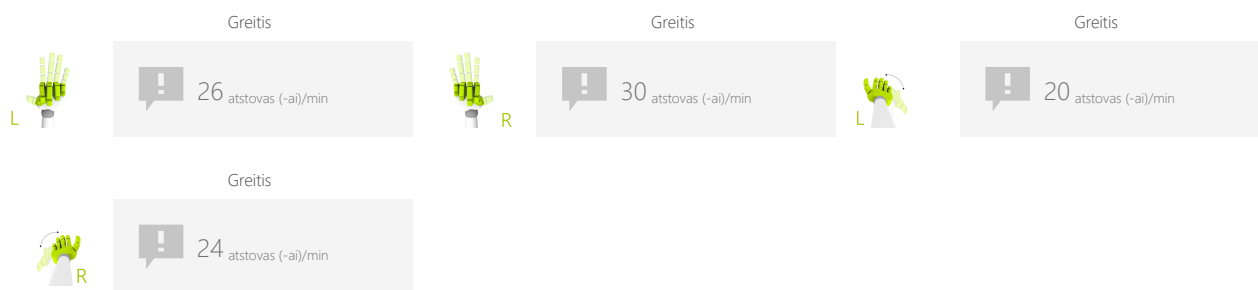 Greitis
L
26 atstovas (-ai)/min
Greitis
R
30 atstovas (-ai)/min
Greitis
L
20 atstovas (-ai)/min
Greitis
R
24 atstovas (-ai)/min